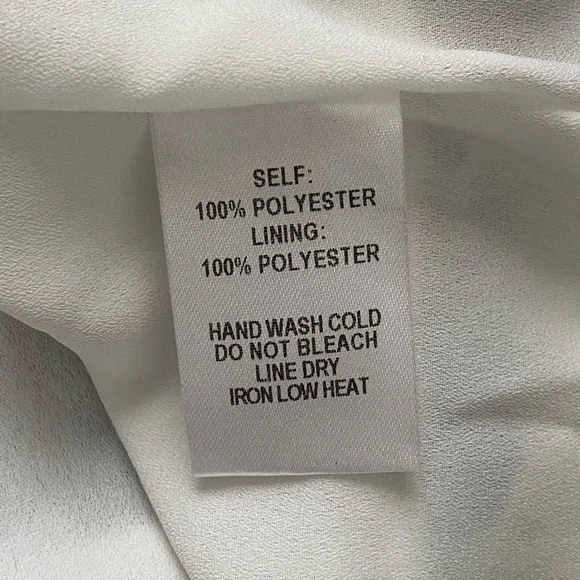 SELF:
100% POLYESTER
LINING:
100% POLYESTER
HAND WASH COLD
DO NOT BLEACH
LINE DRY
IRON LOW HEAT